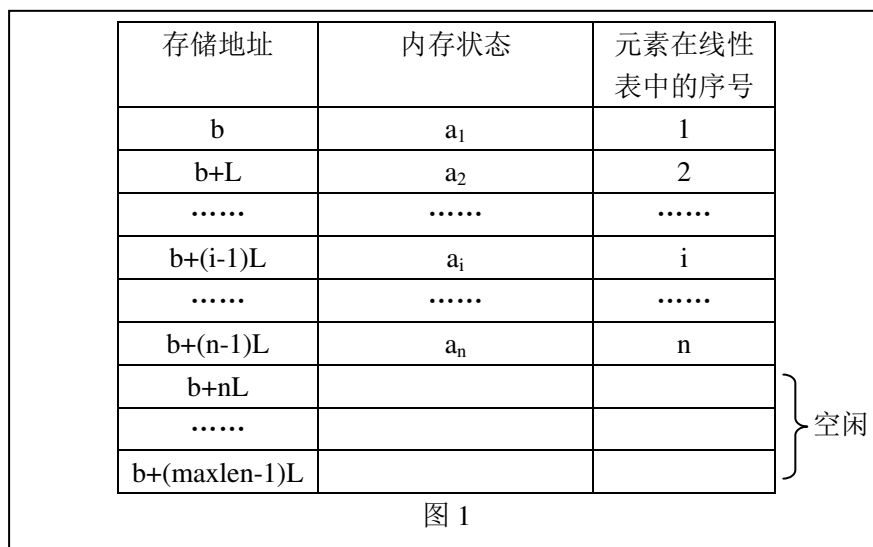 存储地址 内存状态 元素在线性
表中的序号
b a₁ 1
b+L a₂ 2
…… …… ……
b+(i-1)L aᵢ i
…… …… ……
b+(n-1)L aₙ n
b+nL
…… 空闲
b+(maxlen-1)L
图 1